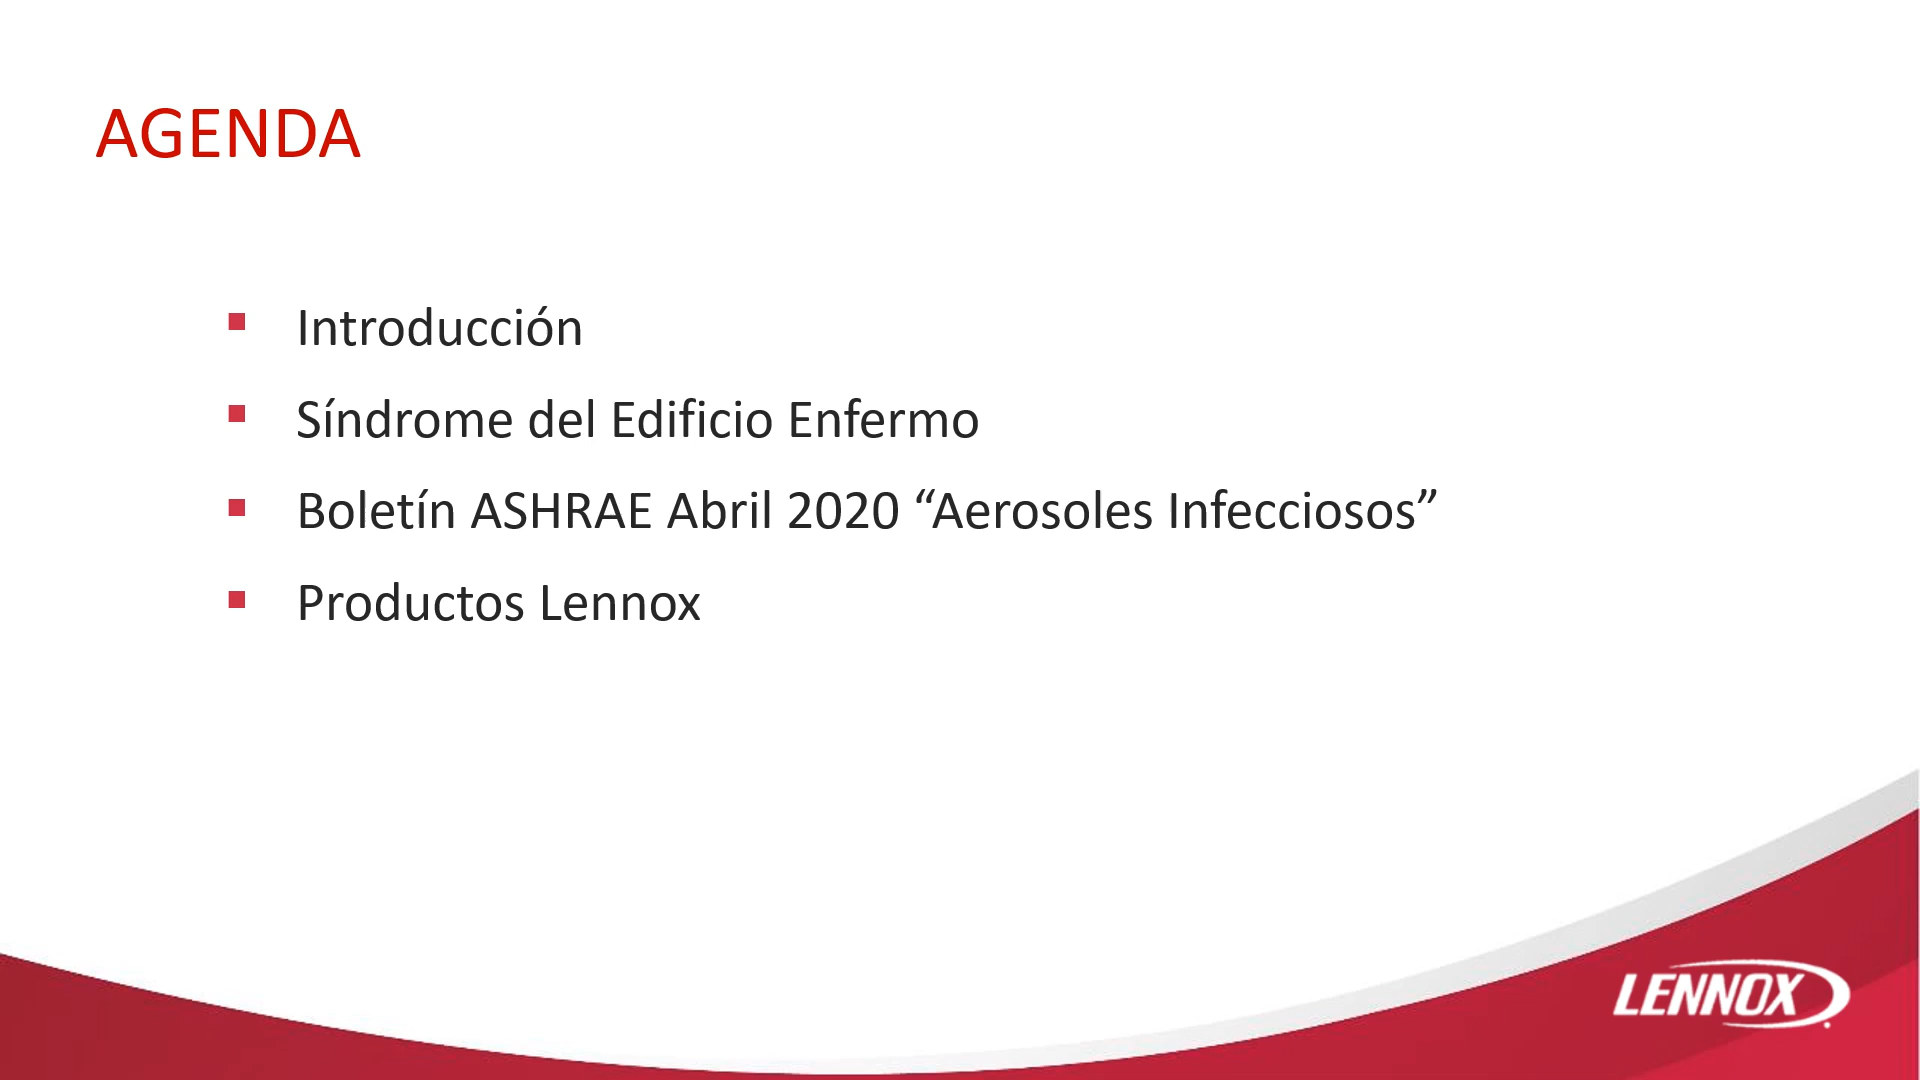 AGENDA
Introducción
Síndrome del Edificio Enfermo
Boletín ASHRAE Abril 2020 “Aerosoles Infecciosos”
Productos Lennox
LENNOX